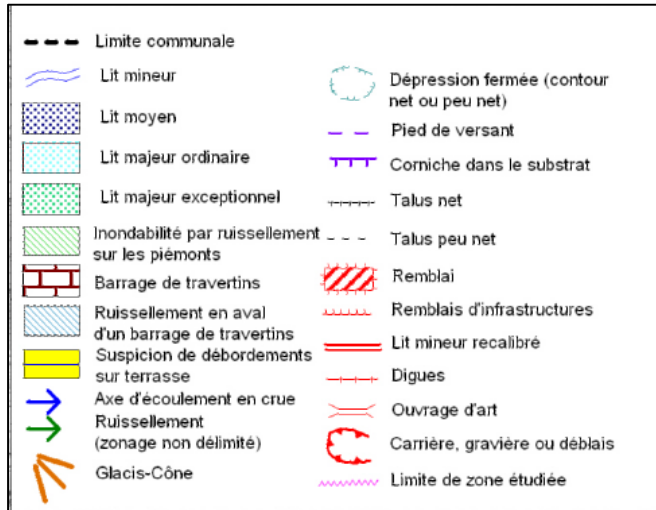 Limite communale
Lit mineur
Lit moyen
Lit majeur ordinaire
Lit majeur exceptionnel
Inondabilité par ruissellement
sur les piémonts
Barrage de travertins
Ruissellement en aval
d'un barrage de travertins
Suspicion de débordements
sur terrasse
Axe d'écoulement en crue
Ruissellement
(zonage non délimité)
Glacis-Cône
Dépression fermée (contour
net ou peu net)
Pied de versant
Corniche dans le substrat
Talus net
Talus peu net
Remblai
Remblais d'infrastructures
Lit mineur recalibré
Digues
Ouvrage d'art
Carrière, gravière ou déblais
Limite de zone étudiée